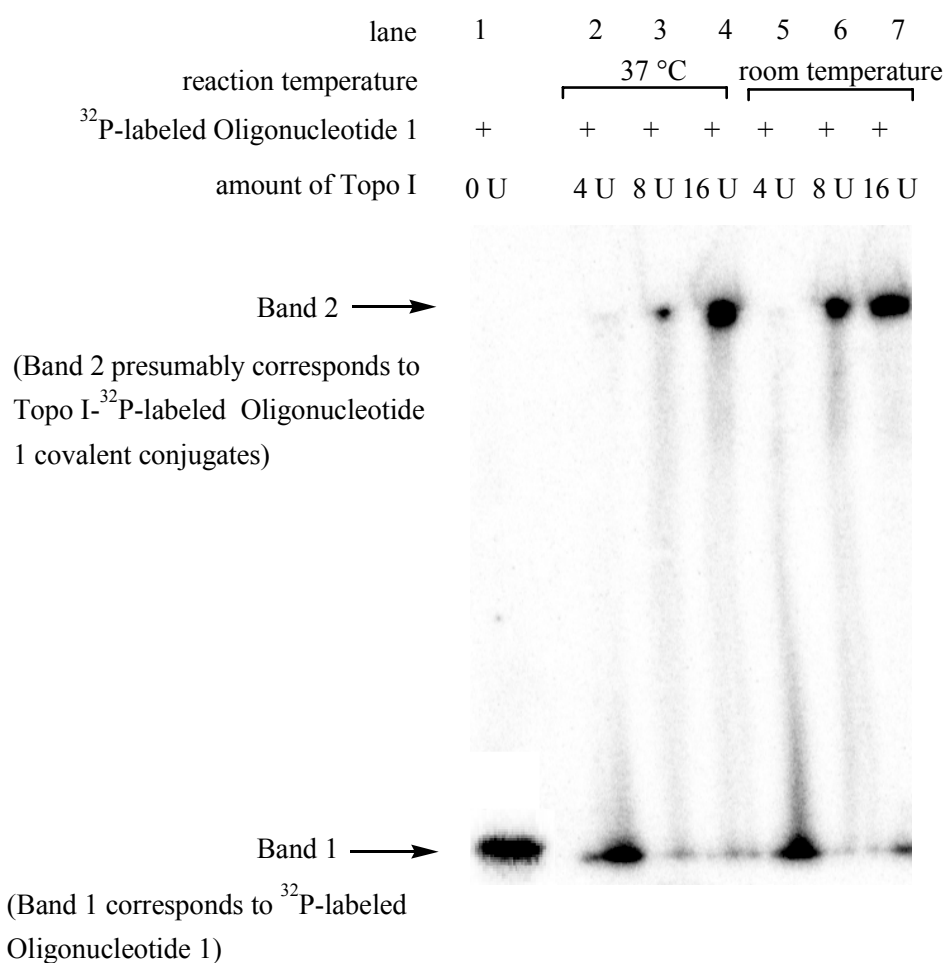 lane 1 2 3 4 5 6 7
reaction temperature 37 °C room temperature
³²P-labeled Oligonucleotide 1 + + + + + + +
amount of Topo I 0 U 4 U 8 U 16 U 4 U 8 U 16 U
Band 2
(Band 2 presumably corresponds to
Topo I-³²P-labeled Oligonucleotide
1 covalent conjugates)
Band 1
(Band 1 corresponds to ³²P-labeled
Oligonucleotide 1)